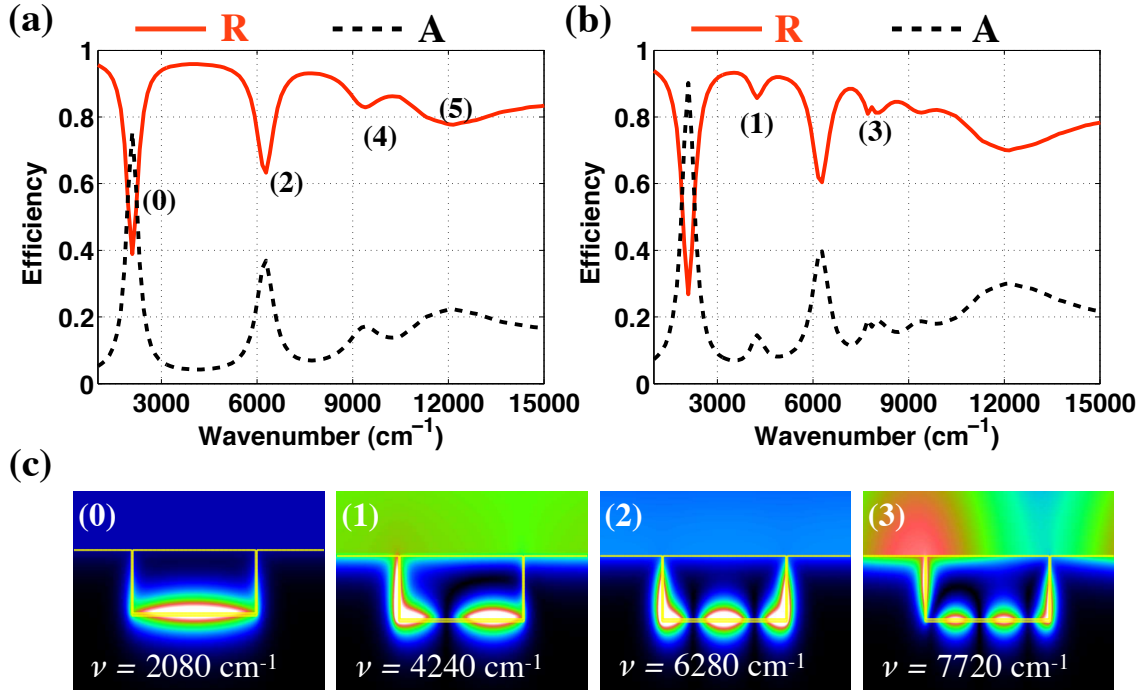 (a) R A
(b) R A
Efficiency
1
0.8
0.6
0.4
0.2
0
3000 6000 9000 12000 15000
Wavenumber (cm⁻¹)
(0)
(2)
(4)
(5)
Efficiency
1
0.8
0.6
0.4
0.2
0
3000 6000 9000 12000 15000
Wavenumber (cm⁻¹)
(1)
(3)
(c)
(0)
ν = 2080 cm⁻¹
(1)
ν = 4240 cm⁻¹
(2)
ν = 6280 cm⁻¹
(3)
ν = 7720 cm⁻¹